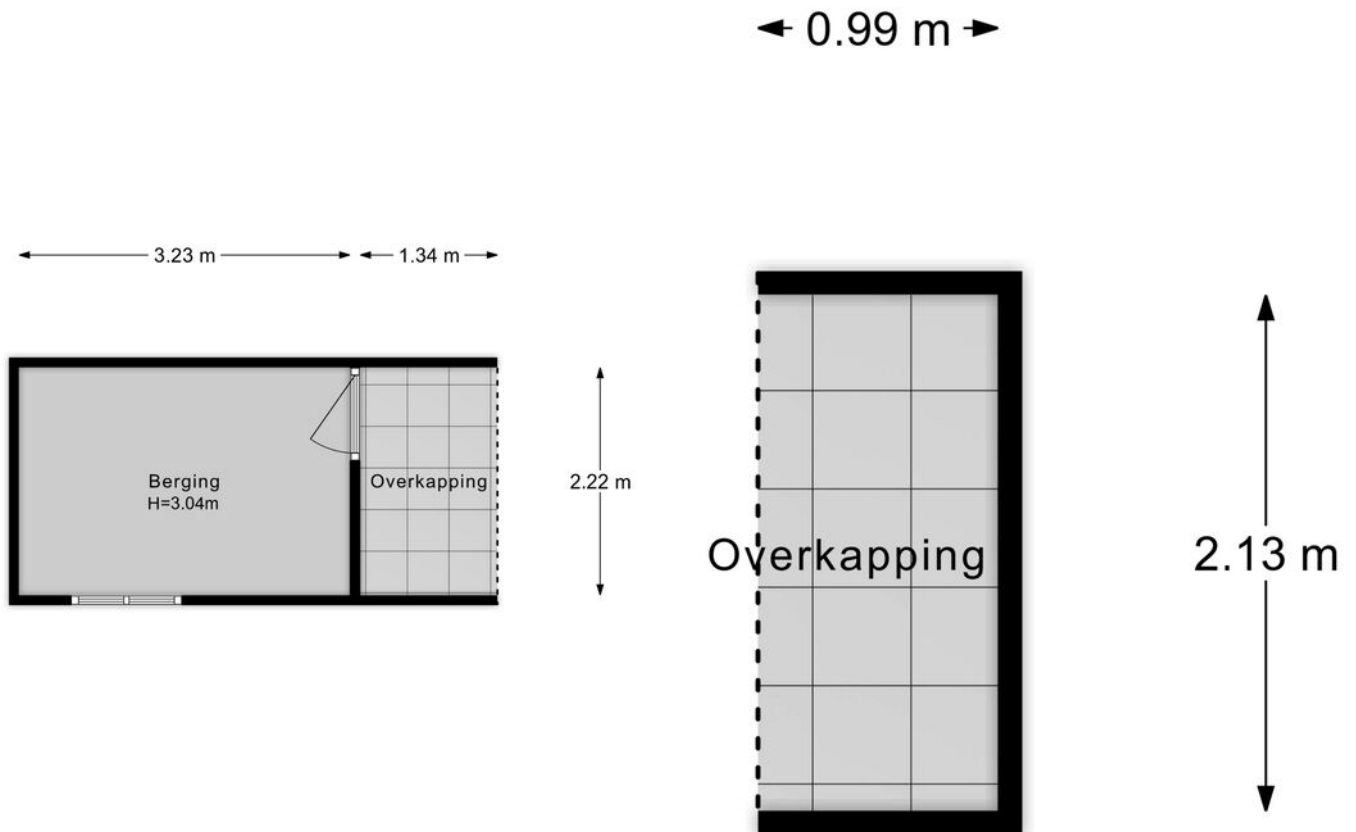 0.99 m
3.23 m
1.34 m
Berging
H=3.04m
Overkapping
2.22 m
Overkapping
2.13 m